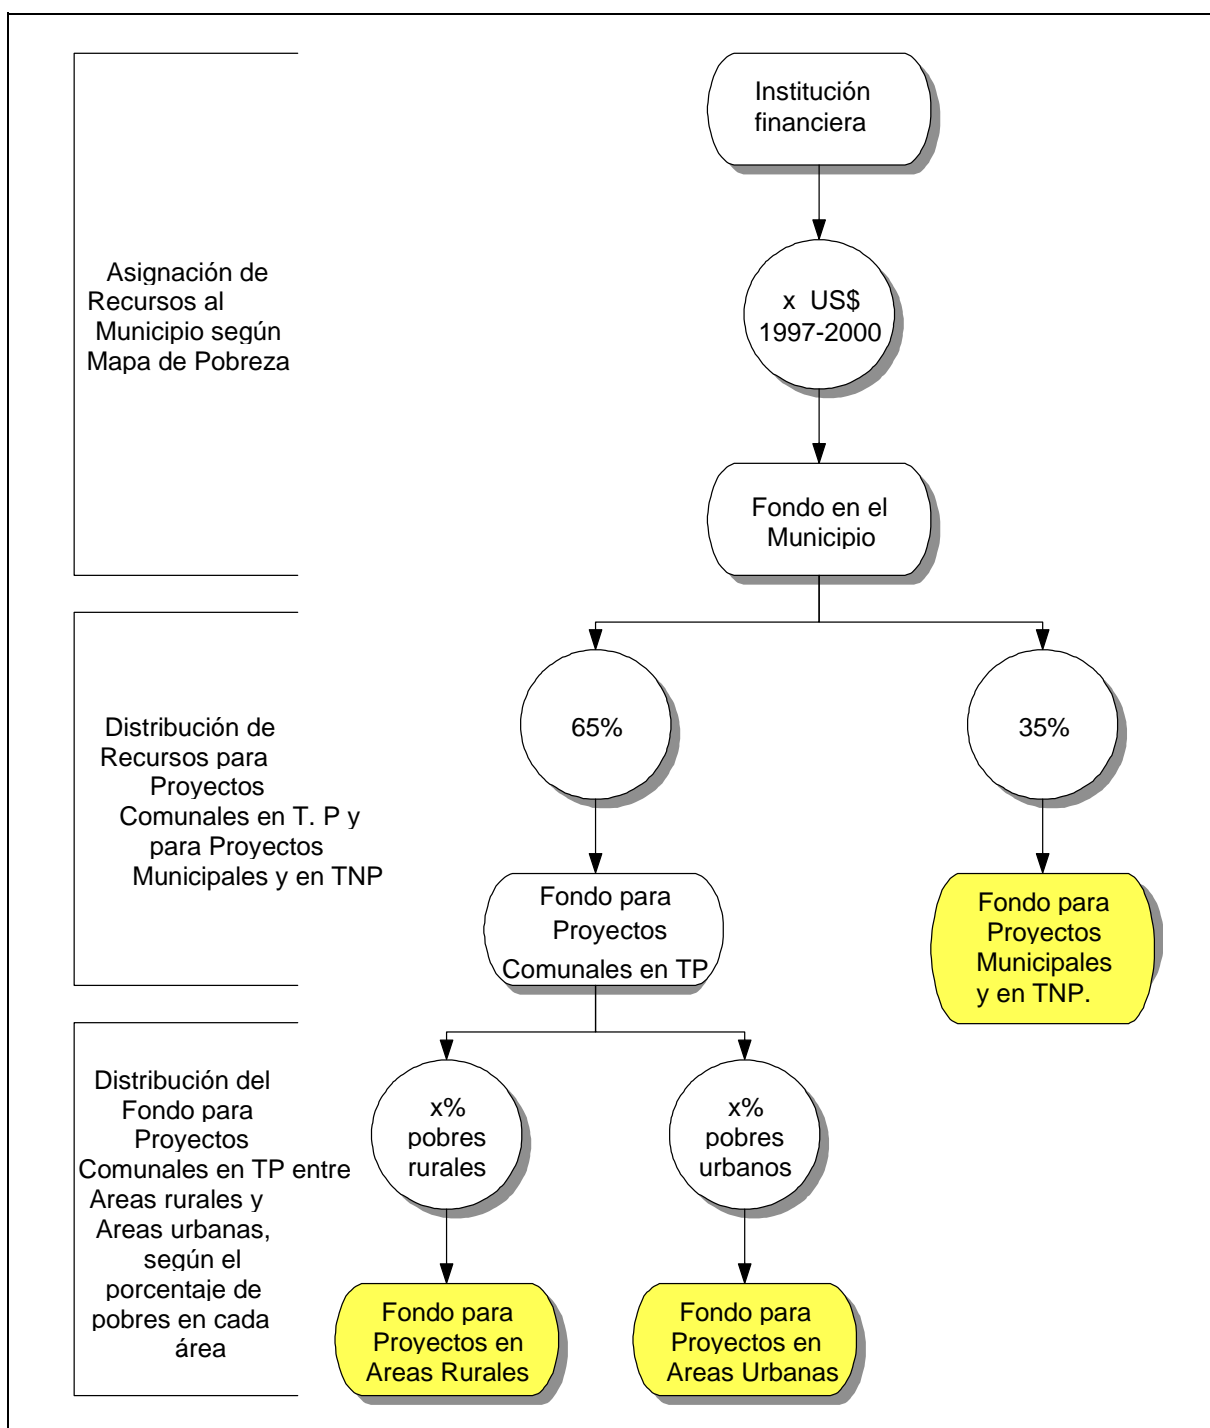 Institución
financiera
Asignación de
Recursos al
Municipio según
Mapa de Pobreza
x US$
1997-2000
Fondo en el
Municipio
Distribución de
Recursos para
Proyectos
Comunales en T. P y
para Proyectos
Municipales y en TNP
65%
35%
Fondo para
Proyectos
Comunales en TP
Fondo para
Proyectos
Municipales
y en TNP.
Distribución del
Fondo para
Proyectos
Comunales en TP entre
Areas rurales y
Areas urbanas,
según el
porcentaje de
pobres en cada
área
x%
pobres
rurales
x%
pobres
urbanos
Fondo para
Proyectos en
Areas Rurales
Fondo para
Proyectos en
Areas Urbanas